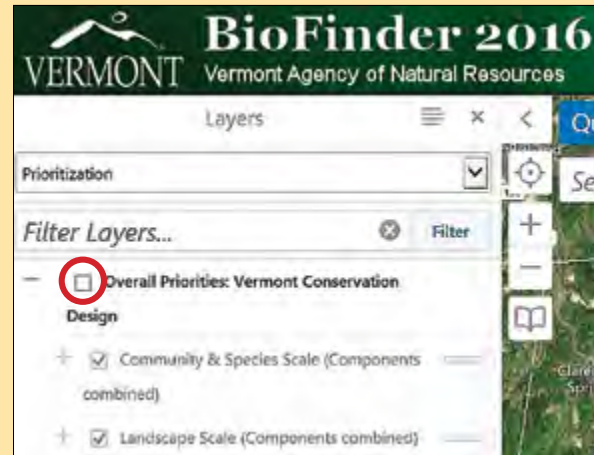 BioFinder 2016
VERMONT Vermont Agency of Natural Resources
Layers
Prioritization
Filter Layers...
Filter
Overall Priorities: Vermont Conservation
Design
Community & Species Scale (Components
combined)
Landscape Scale (Components combined)